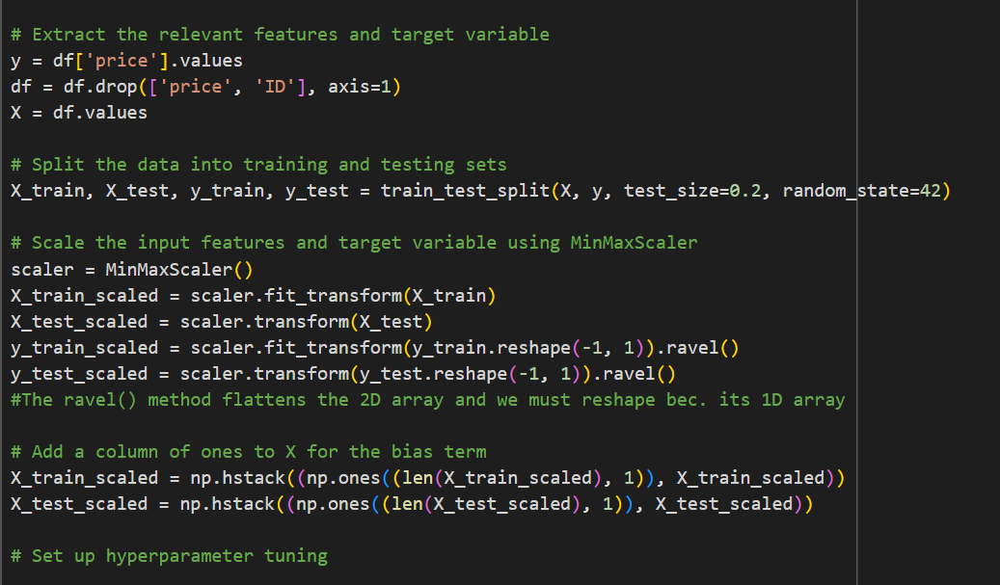 # Extract the relevant features and target variable
y = df['price'].values
df = df.drop(['price', 'ID'], axis=1)
X = df.values
# Split the data into training and testing sets
X_train, X_test, y_train, y_test = train_test_split(X, y, test_size=0.2, random_state=42)
# Scale the input features and target variable using MinMaxScaler
scaler = MinMaxScaler()
X_train_scaled = scaler.fit_transform(X_train)
X_test_scaled = scaler.transform(X_test)
y_train_scaled = scaler.fit_transform(y_train.reshape(-1, 1)).ravel()
y_test_scaled = scaler.transform(y_test.reshape(-1, 1)).ravel()
#The ravel() method flattens the 2D array and we must reshape bec. its 1D array
# Add a column of ones to X for the bias term
X_train_scaled = np.hstack((np.ones((len(X_train_scaled), 1)), X_train_scaled))
X_test_scaled = np.hstack((np.ones((len(X_test_scaled), 1)), X_test_scaled))
# Set up hyperparameter tuning